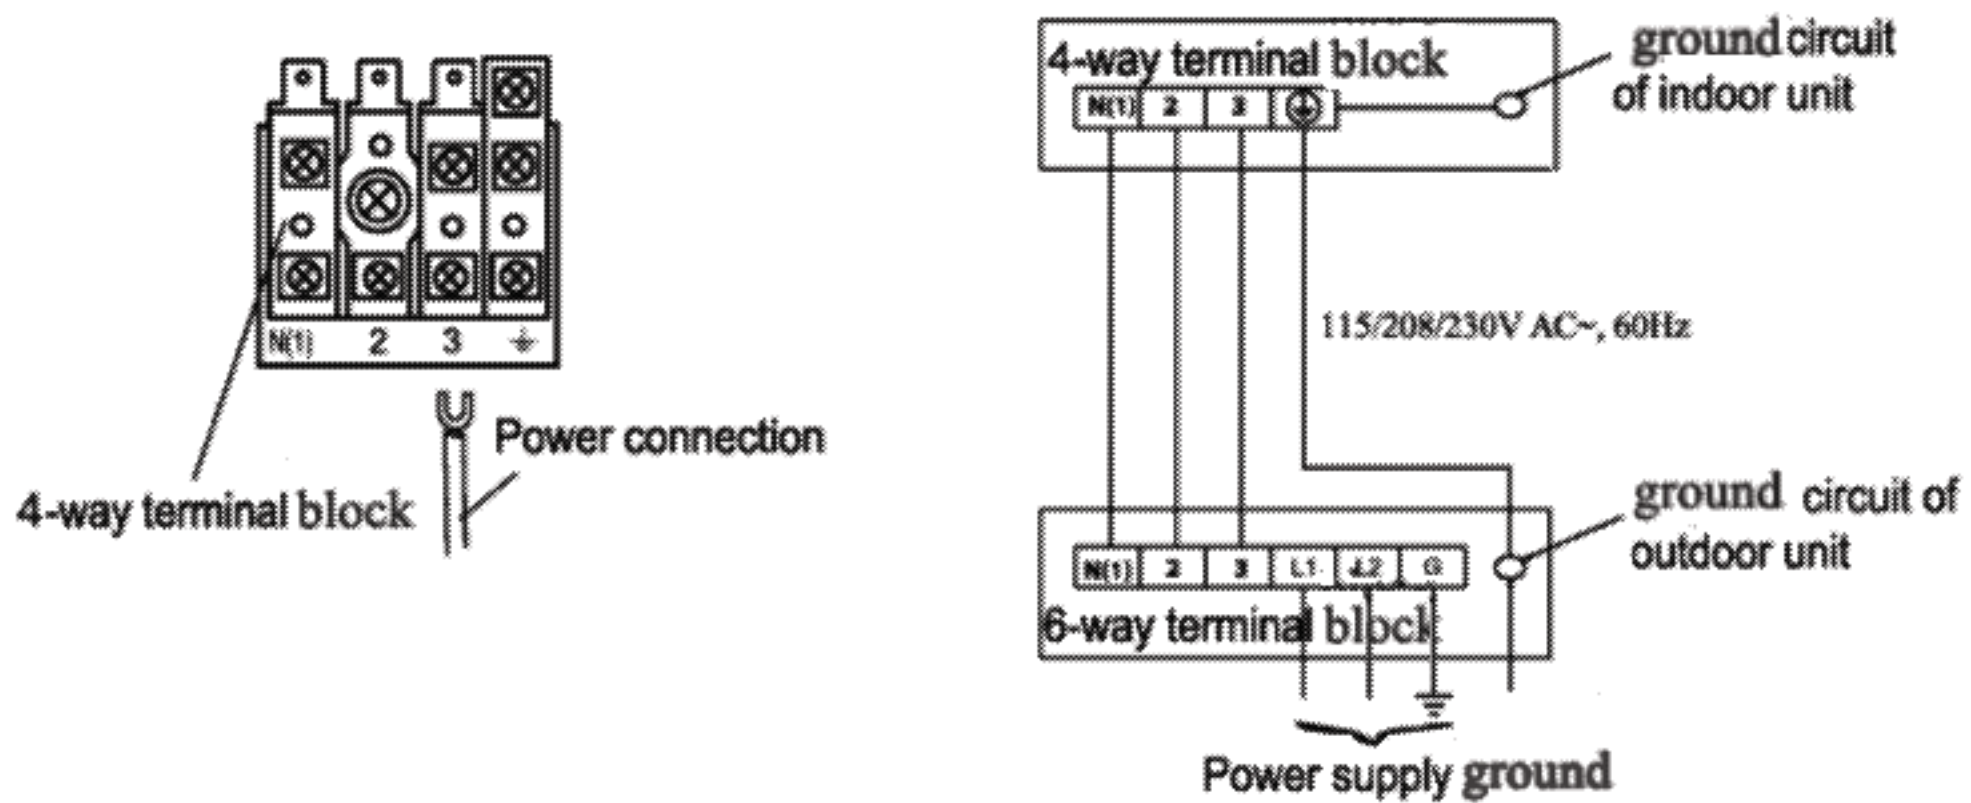 N(1) 2 3
Power connection
4-way terminal block
4-way terminal block
N(1) 2 3
ground circuit
of indoor unit
115/208/230V AC~, 60Hz
ground circuit of
outdoor unit
N(1) 2 3 L1 L2 G
6-way terminal block
Power supply ground